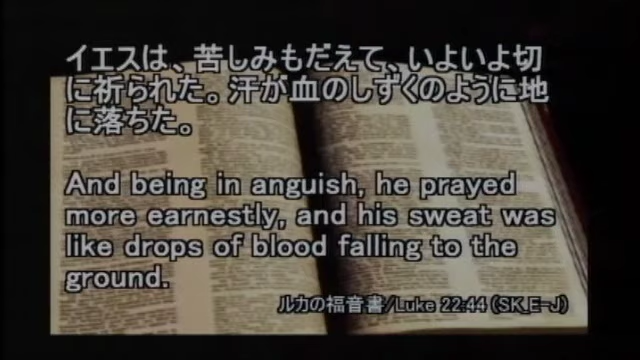 イエスは、苦しみもだえて、いよいよ切
に祈られた。汗が血のしずくのように地
に落ちた。
And being in anguish, he prayed
more earnestly, and his sweat was
like drops of blood falling to the
ground.
ルカの福音書/Luke 22:44 (SK_E-J)